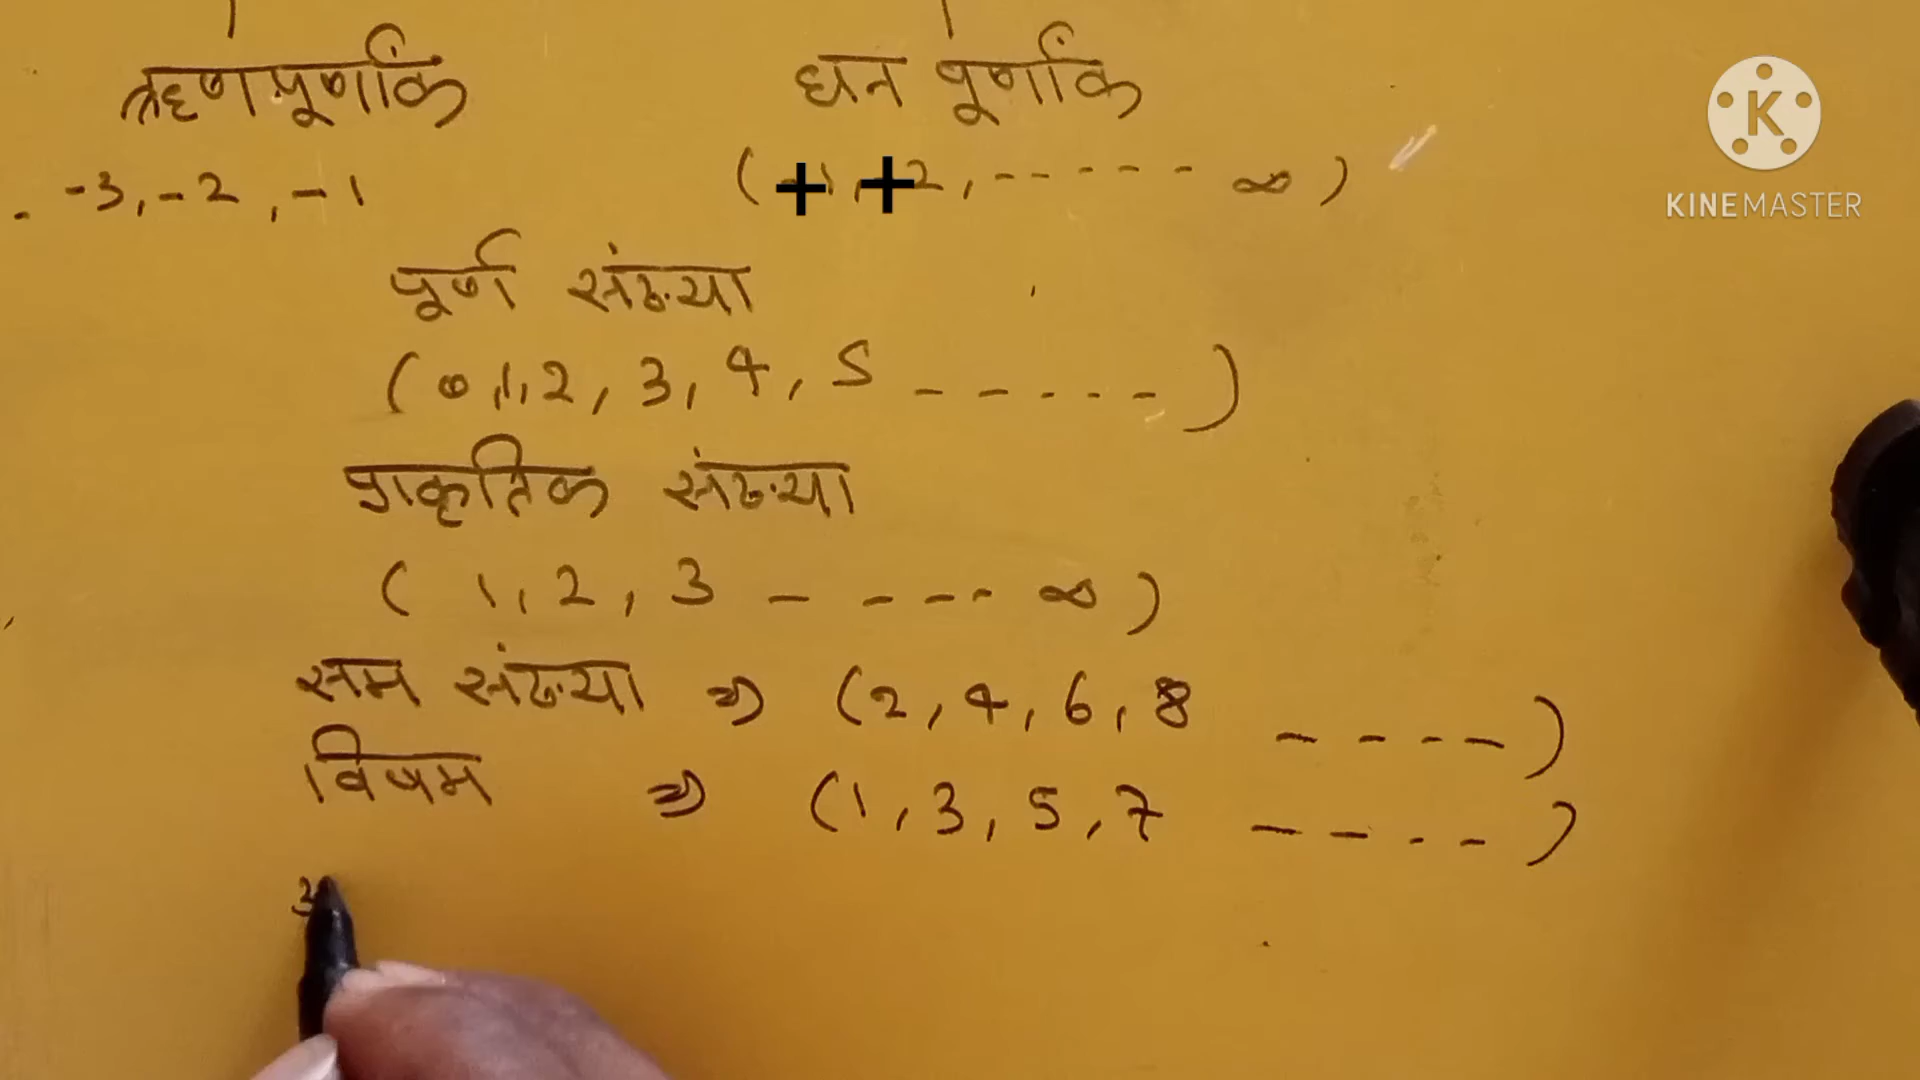 ऋण पूर्णांक धन पूर्णांक
. -3, -2, -1 ( +1, +2, ----- ∞ )
K
KINEMASTER
पूर्ण संख्या
( 0, 1, 2, 3, 4, 5 ----- )
प्राकृतिक संख्या
( 1, 2, 3 ----- ∞ )
सम संख्या ⇒ (2, 4, 6, 8 ---- )
विषम ⇒ (1, 3, 5, 7 ---- )